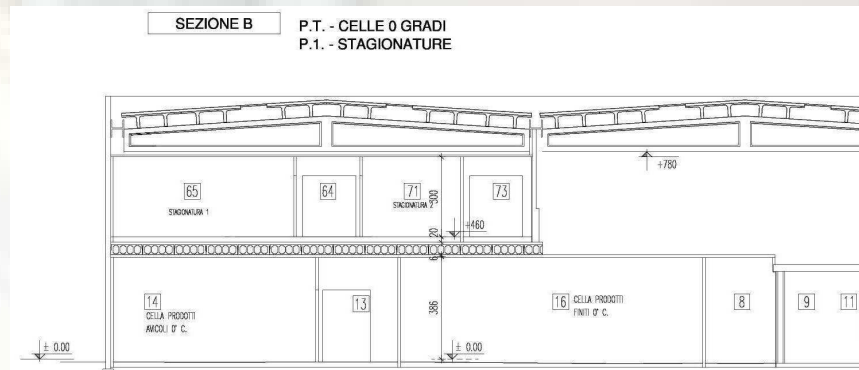 SEZIONE B
P.T. - CELLE 0 GRADI
P.1. - STAGIONATURE
+780
65
STAGIONATURA 1
64
71
STAGIONATURA 2
73
300
+460
20
6
14
CELLA PRODOTTI
AVICOLI 0° C.
13
386
16
CELLA PRODOTTI
FINITI 0° C.
8
9
11
± 0.00
± 0.00